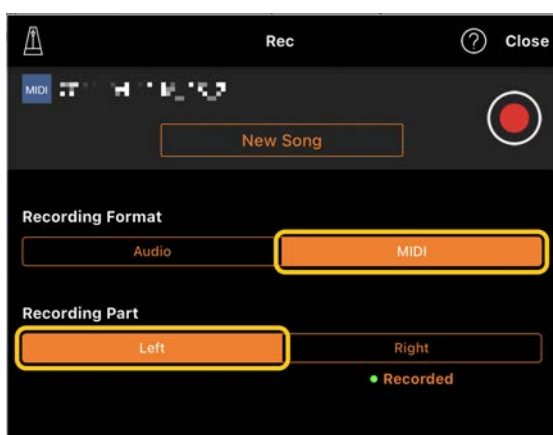 Rec
? Close
MIDI
New Song
Recording Format
Audio MIDI
Recording Part
Left Right
Recorded